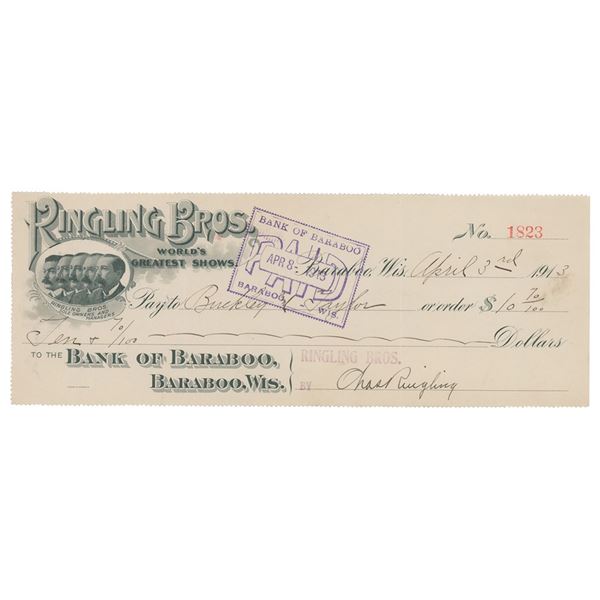 RINGLING BROS.
WORLD'S
GREATEST SHOWS.
RINGLING BROS.
OWNERS AND
MANAGERS
BANK OF BARABOO
PAID
APR 8 13
BARABOO WIS.
No. 1823
Baraboo, Wis. April 3rd 1913
Pay to Buckley & Taylor or order $10 70/100
Ten & 70/100 Dollars
TO THE BANK OF BARABOO,
BARABOO, WIS.
RINGLING BROS.
BY Chas Ringling